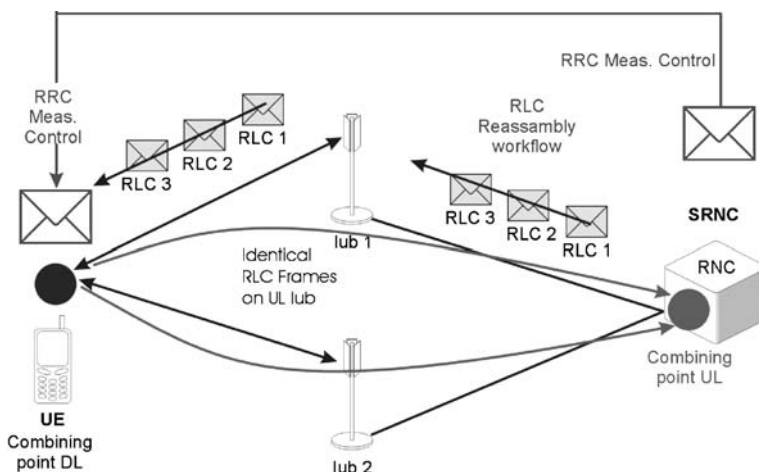 RRC Meas. Control
RRC
Meas.
Control
RLC 1
RLC 2
RLC 3
RLC
Reassambly
workflow
RLC 3
RLC 2
RLC 1
SRNC
RNC
Iub 1
Identical
RLC Frames
on UL Iub
Combining
point UL
UE
Combining
point DL
Iub 2